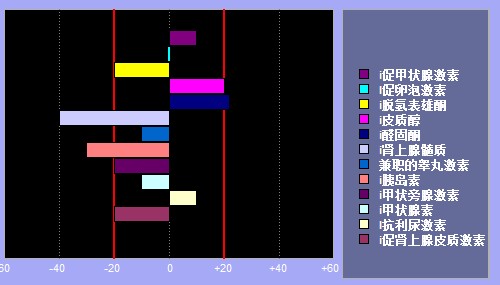 促甲状腺激素
促卵泡激素
脱氢表雄酮
皮质醇
醛固酮
肾上腺髓质
兼职的睾丸激素
胰岛素
甲状旁腺激素
甲状腺素
抗利尿激素
促肾上腺皮质激素
60 -40 -20 0 +20 +40 +60